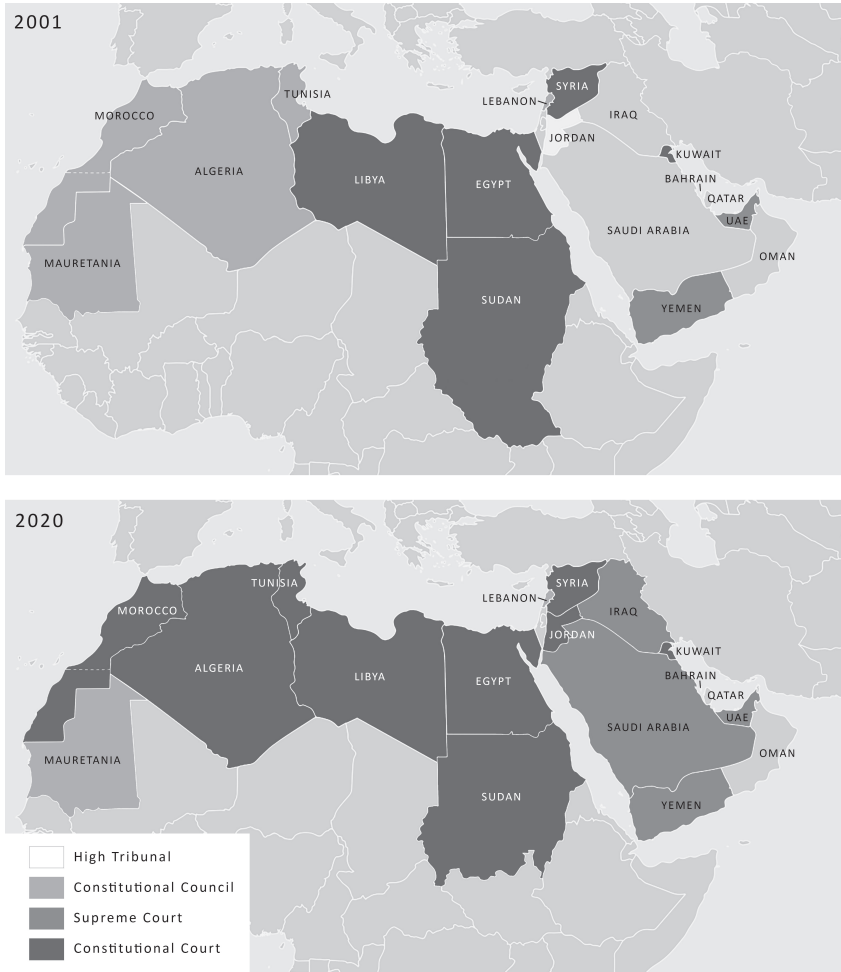 2001
TUNISIA
SYRIA
LEBANON
MOROCCO
IRAQ
JORDAN
KUWAIT
ALGERIA
LIBYA
EGYPT
BAHRAIN
QATAR
UAE
SAUDI ARABIA
OMAN
MAURETANIA
SUDAN
YEMEN
2020
TUNISIA
SYRIA
LEBANON
MOROCCO
IRAQ
JORDAN
KUWAIT
ALGERIA
LIBYA
EGYPT
BAHRAIN
QATAR
UAE
SAUDI ARABIA
OMAN
MAURETANIA
SUDAN
YEMEN
High Tribunal
Constitutional Council
Supreme Court
Constitutional Court